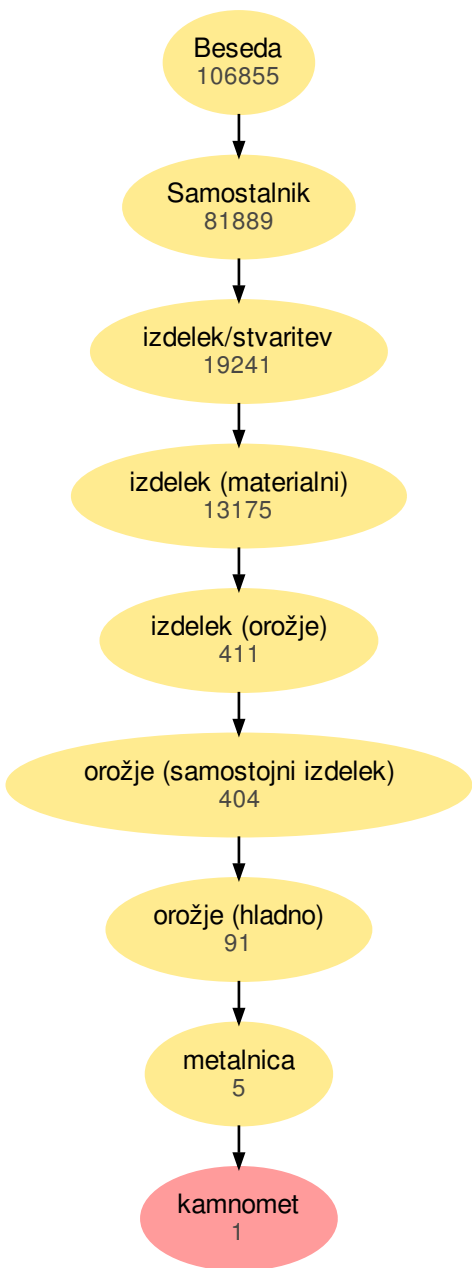 Beseda
106855
Samostalnik
81889
izdelek/stvaritev
19241
izdelek (materialni)
13175
izdelek (orožje)
411
orožje (samostojni izdelek)
404
orožje (hladno)
91
metalnica
5
kamnomet
1